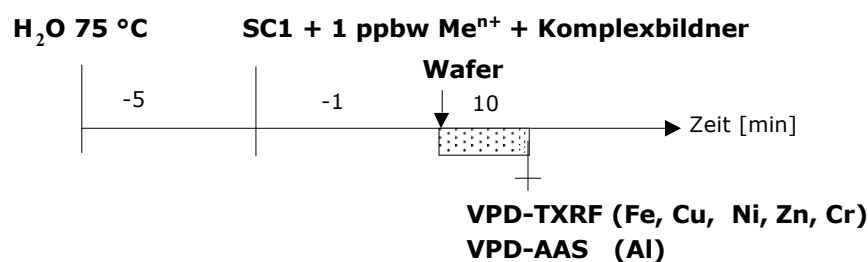 H₂O 75 °C SC1 + 1 ppbw Meⁿ⁺ + Komplexbildner
Wafer
-5 -1 10
Zeit [min]
VPD-TXRF (Fe, Cu, Ni, Zn, Cr)
VPD-AAS (Al)